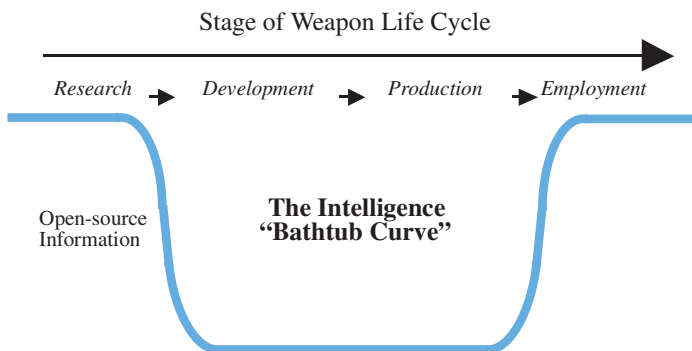 Stage of Weapon Life Cycle
Research Development Production Employment
The Intelligence
“Bathtub Curve”
Open-source
Information